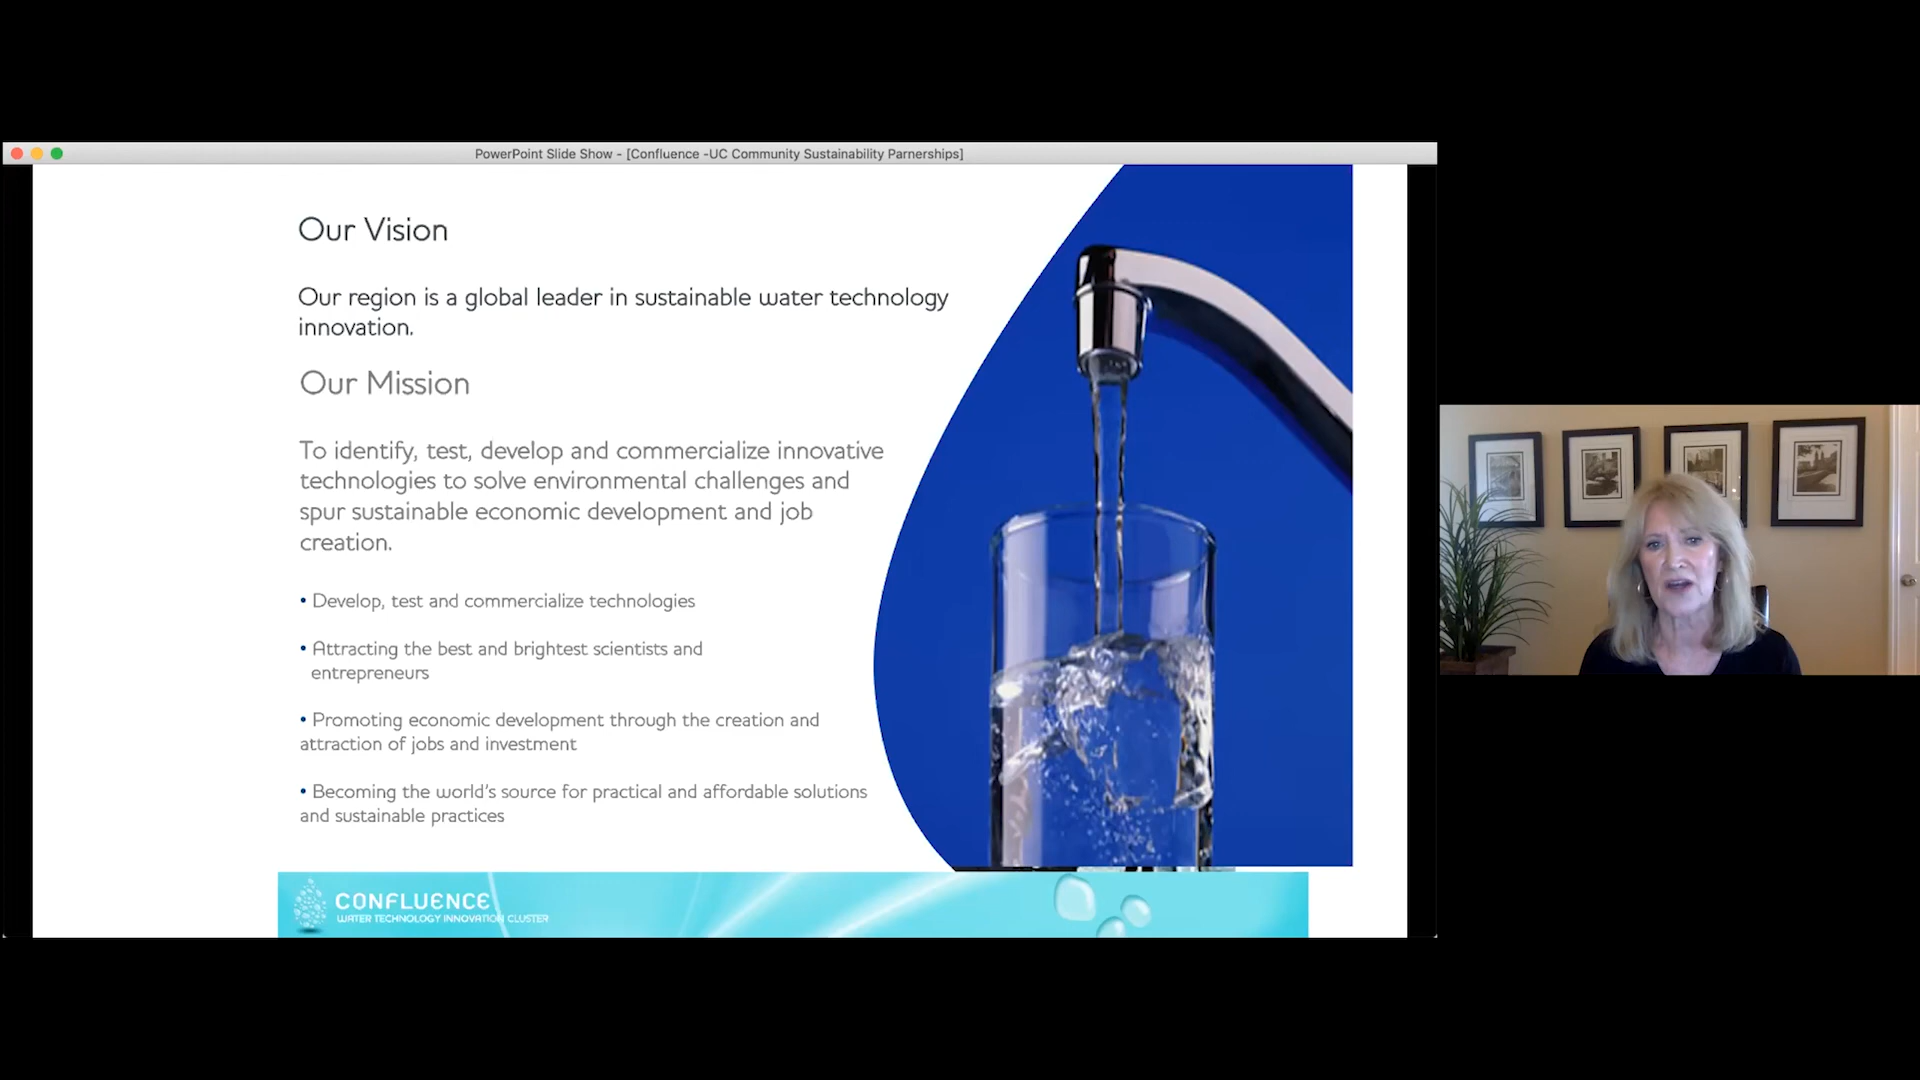 PowerPoint Slide Show - [Confluence -UC Community Sustainability Parnerships]
Our Vision
Our region is a global leader in sustainable water technology
innovation.
Our Mission
To identify, test, develop and commercialize innovative
technologies to solve environmental challenges and
spur sustainable economic development and job
creation.
• Develop, test and commercialize technologies
• Attracting the best and brightest scientists and
entrepreneurs
• Promoting economic development through the creation and
attraction of jobs and investment
• Becoming the world's source for practical and affordable solutions
and sustainable practices
CONFLUENCE
WATER TECHNOLOGY INNOVATION CLUSTER